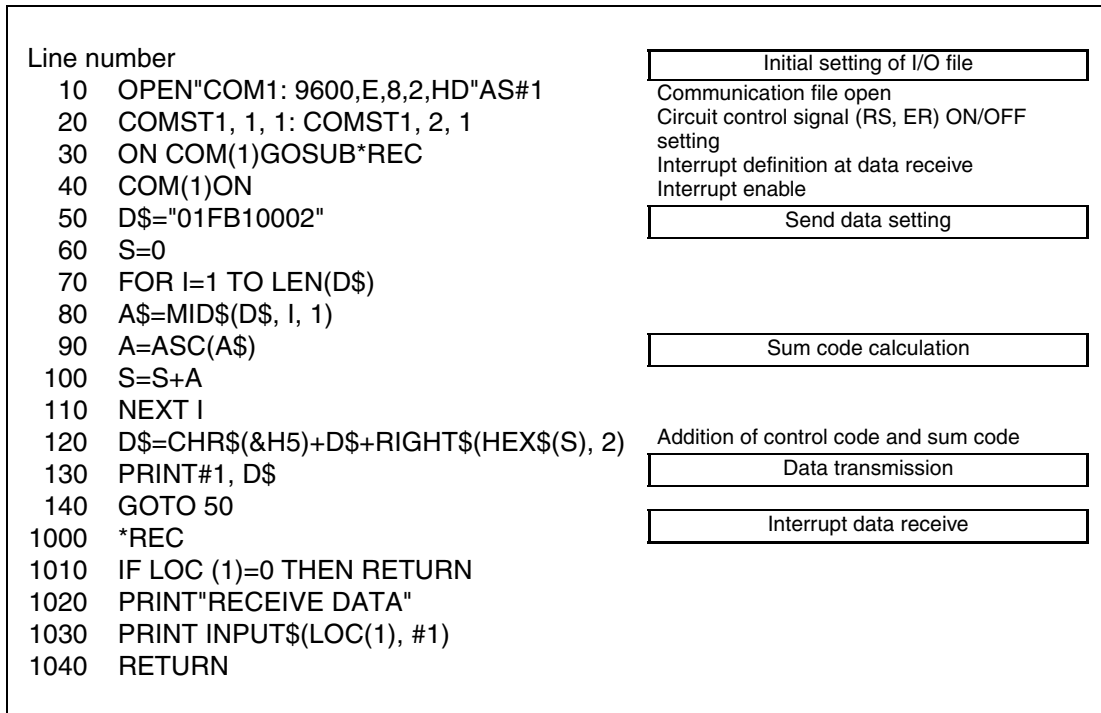 Line number
10 OPEN"COM1: 9600,E,8,2,HD"AS#1
20 COMST1, 1, 1: COMST1, 2, 1
30 ON COM(1)GOSUB*REC
40 COM(1)ON
50 D$="01FB10002"
60 S=0
70 FOR I=1 TO LEN(D$)
80 A$=MID$(D$, I, 1)
90 A=ASC(A$)
100 S=S+A
110 NEXT I
120 D$=CHR$(&H5)+D$+RIGHT$(HEX$(S), 2)
130 PRINT#1, D$
140 GOTO 50
1000 *REC
1010 IF LOC (1)=0 THEN RETURN
1020 PRINT"RECEIVE DATA"
1030 PRINT INPUT$(LOC(1), #1)
1040 RETURN
Initial setting of I/O file
Communication file open
Circuit control signal (RS, ER) ON/OFF
setting
Interrupt definition at data receive
Interrupt enable
Send data setting
Sum code calculation
Addition of control code and sum code
Data transmission
Interrupt data receive